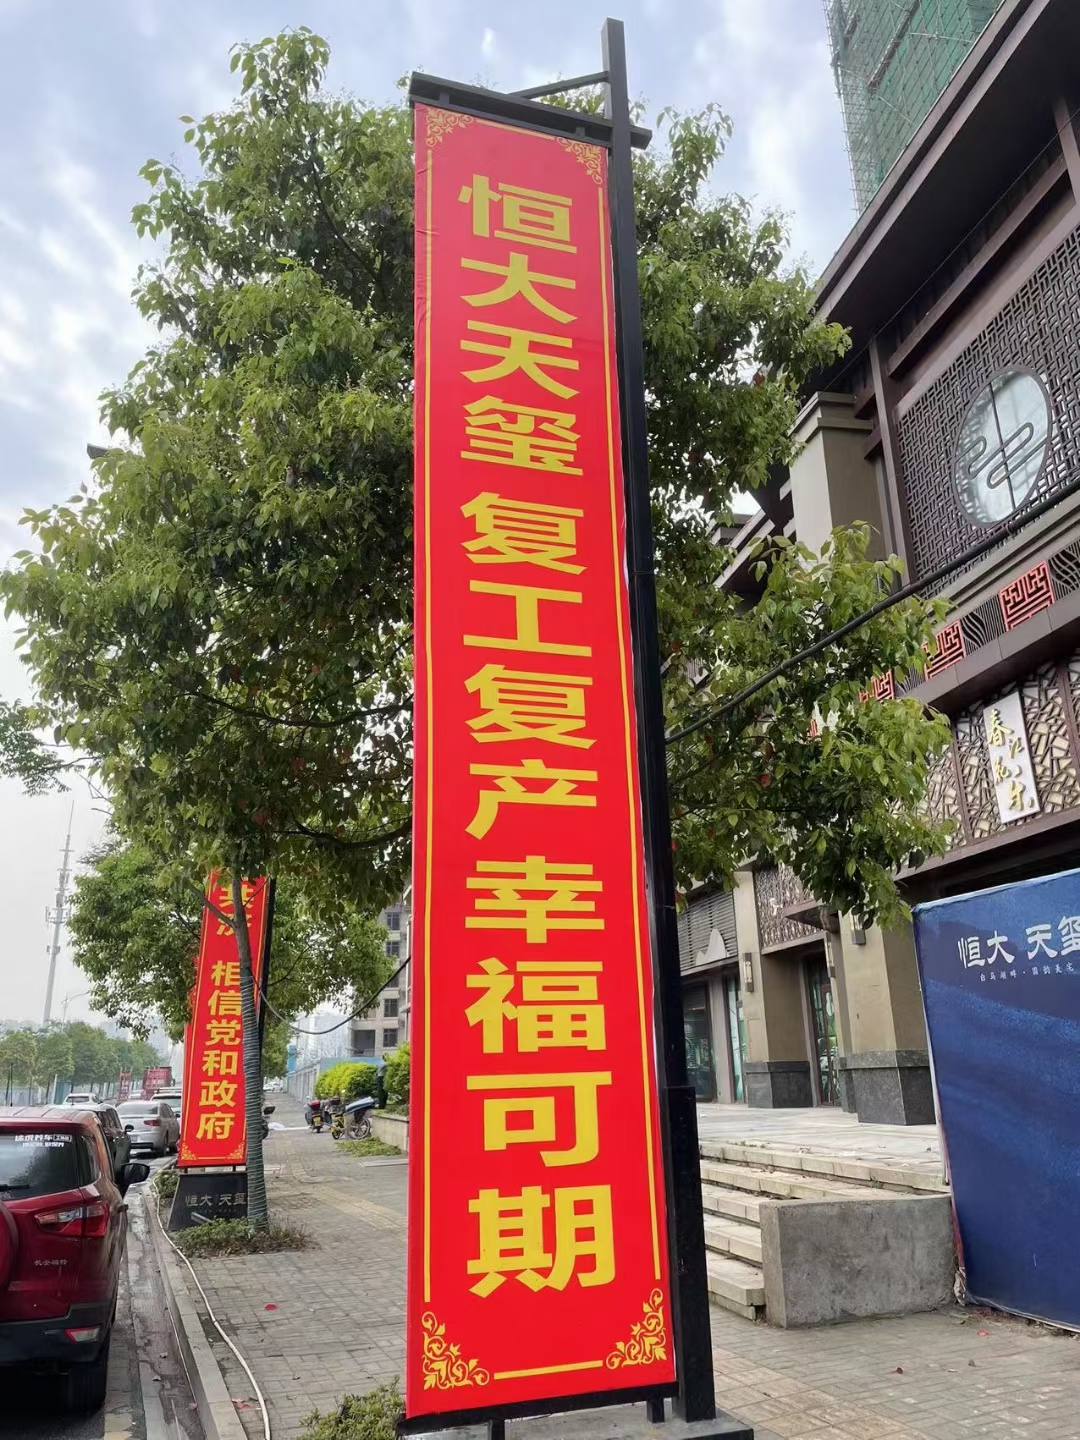 恒大天玺 复工复产幸福可期
相信党和政府
恒大 天玺
春江花乐
恒大 天玺